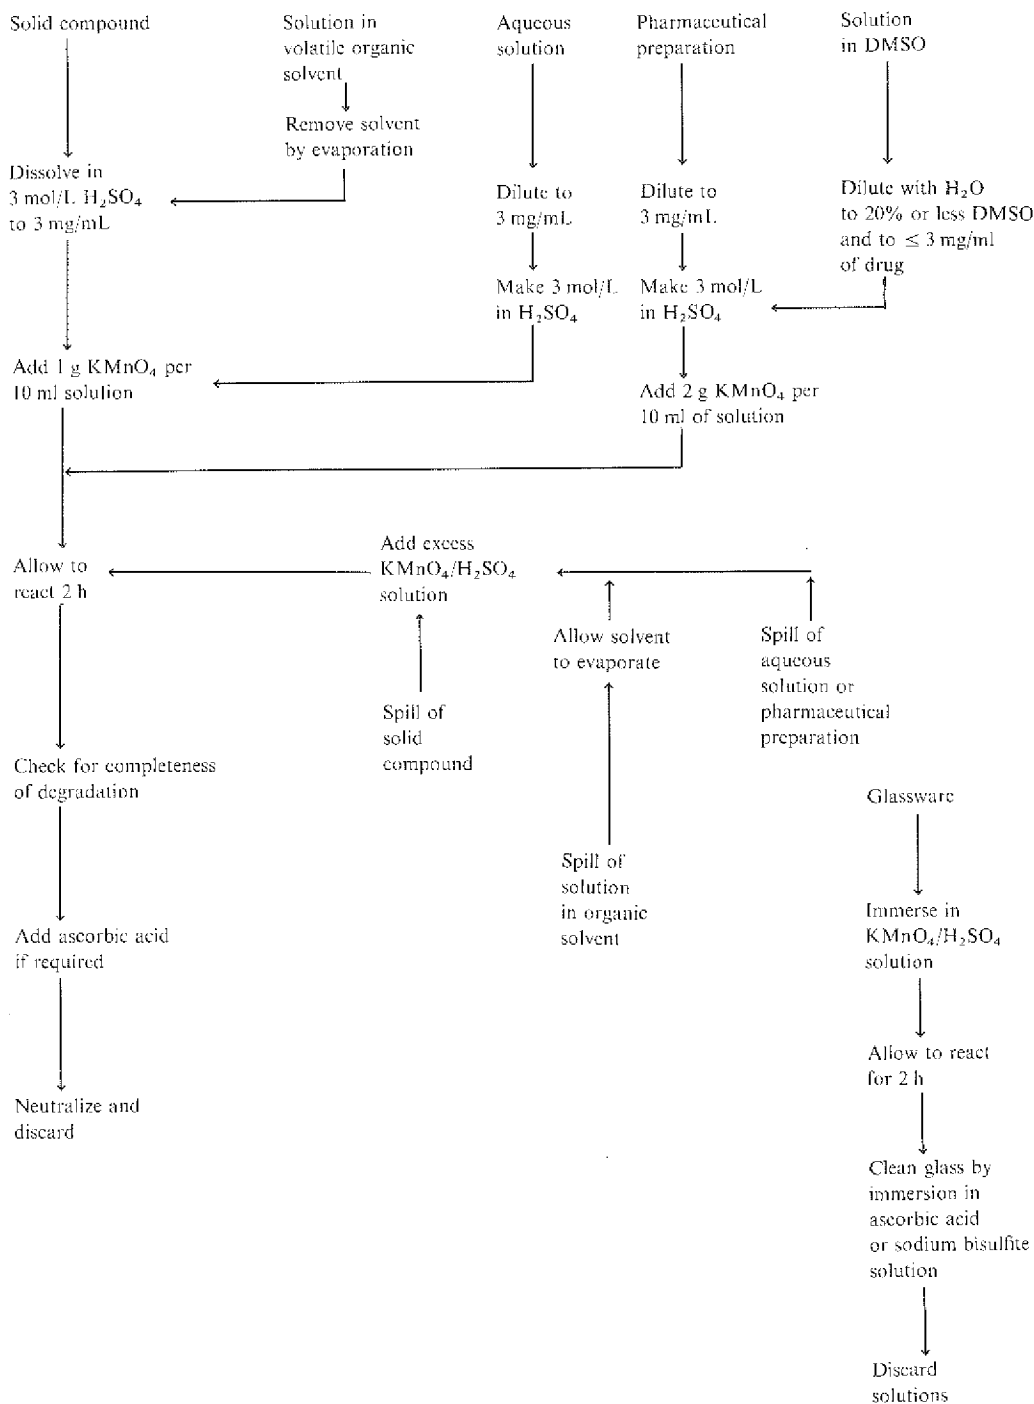 Solid compound
Solution in
volatile organic
solvent
Aqueous
solution
Pharmaceutical
preparation
Solution
in DMSO
Remove solvent
by evaporation
Dissolve in
3 mol/L H₂SO₄
to 3 mg/mL
Dilute to
3 mg/mL
Dilute to
3 mg/mL
Dilute with H₂O
to 20% or less DMSO
and to ≤ 3 mg/ml
of drug
Make 3 mol/L
in H₂SO₄
Make 3 mol/L
in H₂SO₄
Add 1 g KMnO₄ per
10 ml solution
Add 2 g KMnO₄ per
10 ml of solution
Allow to
react 2 h
Add excess
KMnO₄/H₂SO₄
solution
Allow solvent
to evaporate
Spill of
aqueous
solution or
pharmaceutical
preparation
Spill of
solid
compound
Check for completeness
of degradation
Spill of
solution
in organic
solvent
Add ascorbic acid
if required
Neutralize and
discard
Glassware
Immerse in
KMnO₄/H₂SO₄
solution
Allow to react
for 2 h
Clean glass by
immersion in
ascorbic acid
or sodium bisulfite
solution
Discard
solutions